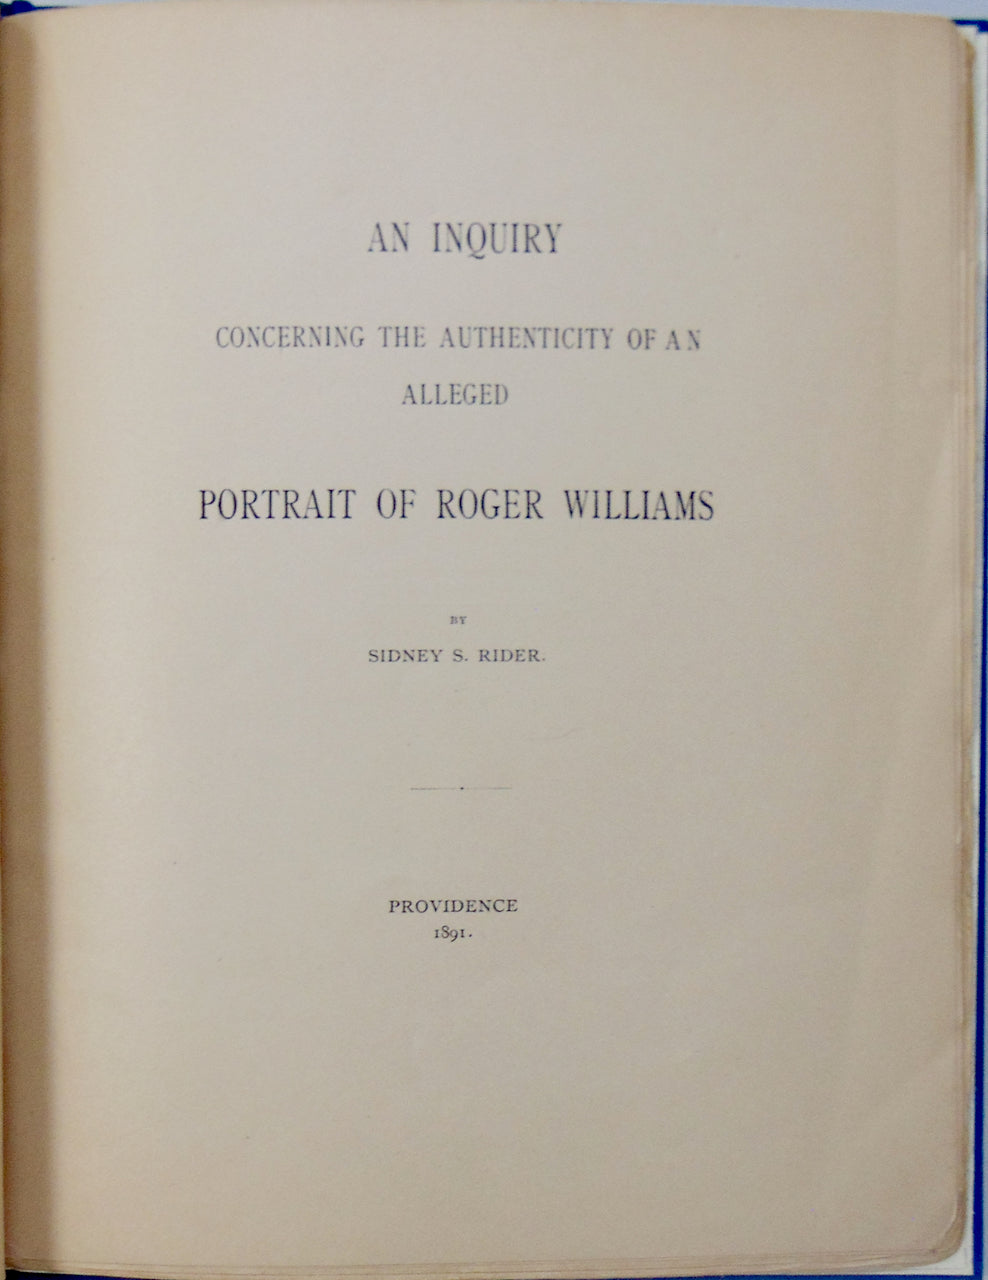 AN INQUIRY
CONCERNING THE AUTHENTICITY OF AN
ALLEGED
PORTRAIT OF ROGER WILLIAMS
BY
SIDNEY S. RIDER.
PROVIDENCE
1891.